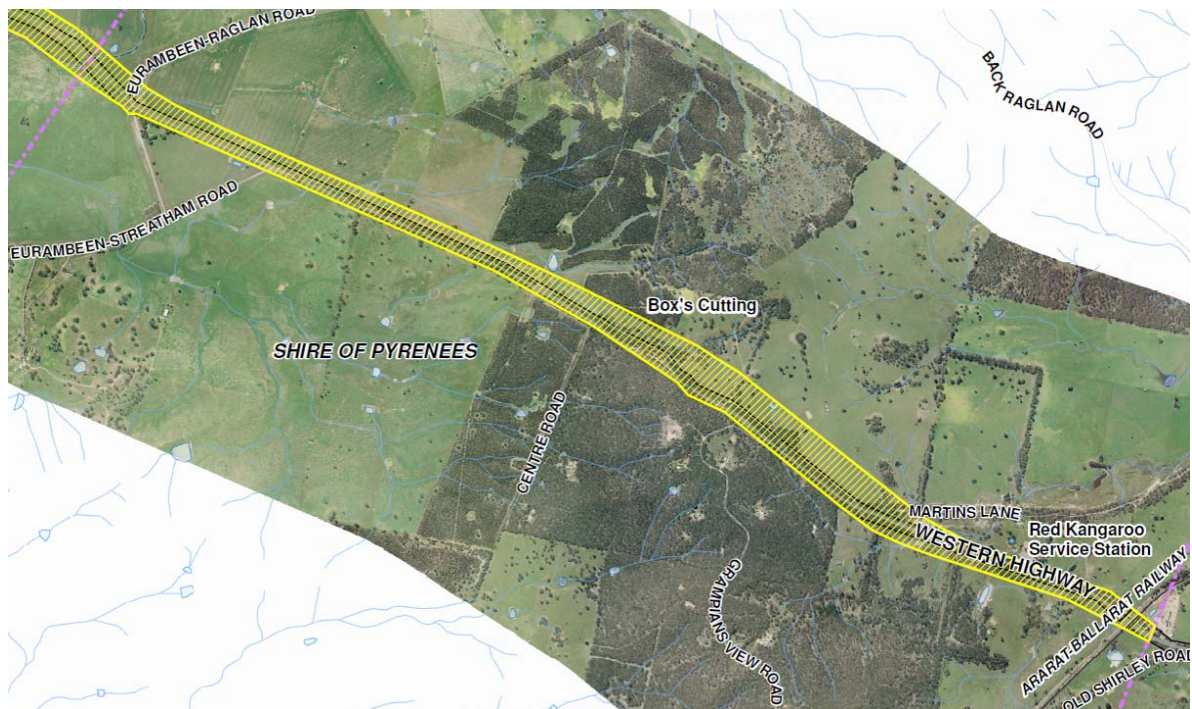 EURAMBEEN-RAGLAN ROAD
BACK RAGLAN ROAD
EURAMBEEN-STREATHAM ROAD
Box's Cutting
SHIRE OF PYRENEES
CENTRE ROAD
MARTINS LANE
Red Kangaroo
Service Station
WESTERN HIGHWAY
GRAMPIANS VIEW ROAD
ARARAT-BALLARAT RAILWAY
OLD SHIRLEY ROAD